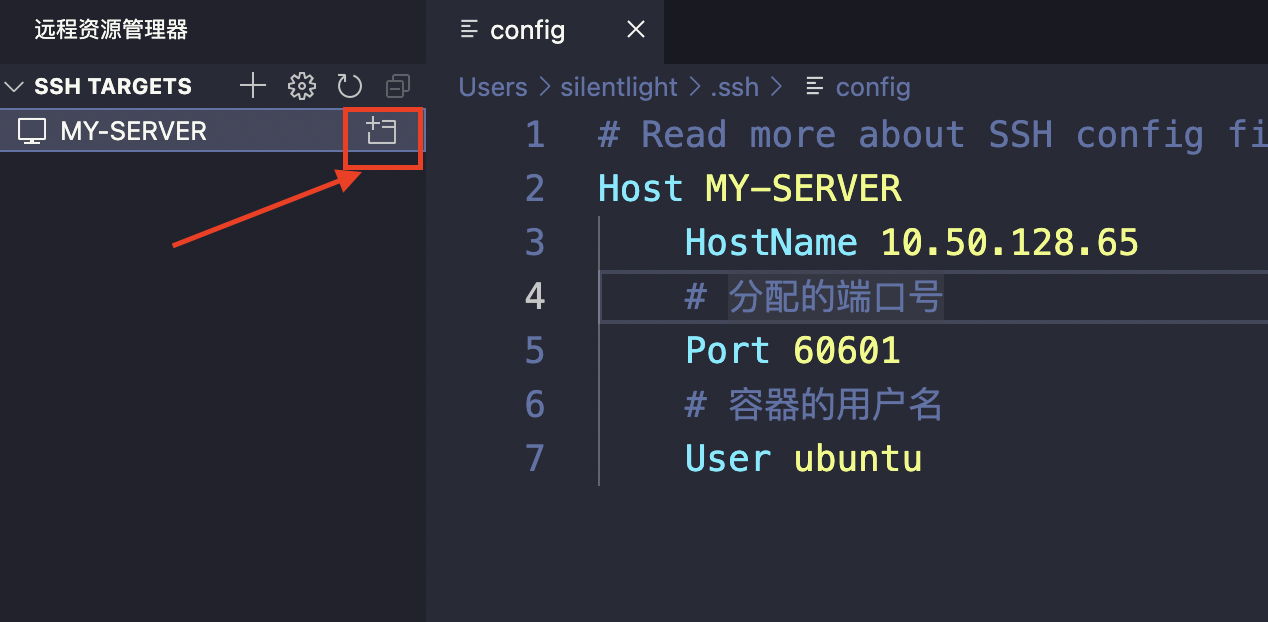 远程资源管理器
config
SSH TARGETS
MY-SERVER
Users > silentlight > .ssh > config
1 # Read more about SSH config fi
2 Host MY-SERVER
3 HostName 10.50.128.65
4 # 分配的端口号
5 Port 60601
6 # 容器的用户名
7 User ubuntu